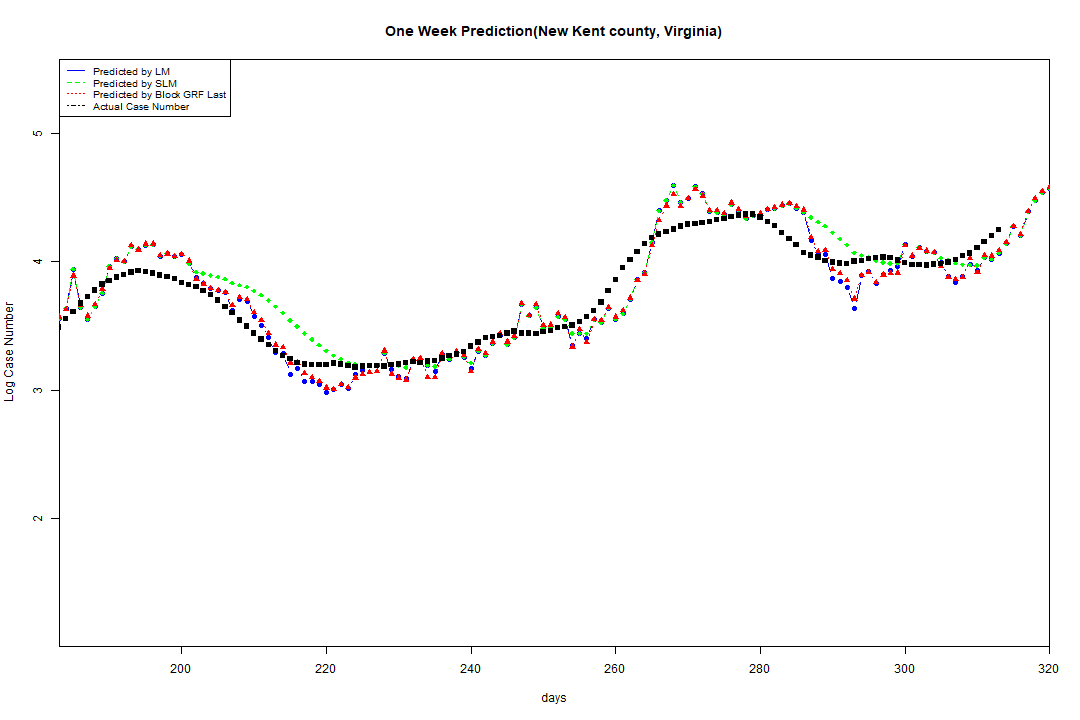 One Week Prediction(New Kent county, Virginia)
Predicted by LM
Predicted by SLM
Predicted by Block GRF Last
Actual Case Number
5
4
3
2
Log Case Number
200
220
240
260
280
300
320
days